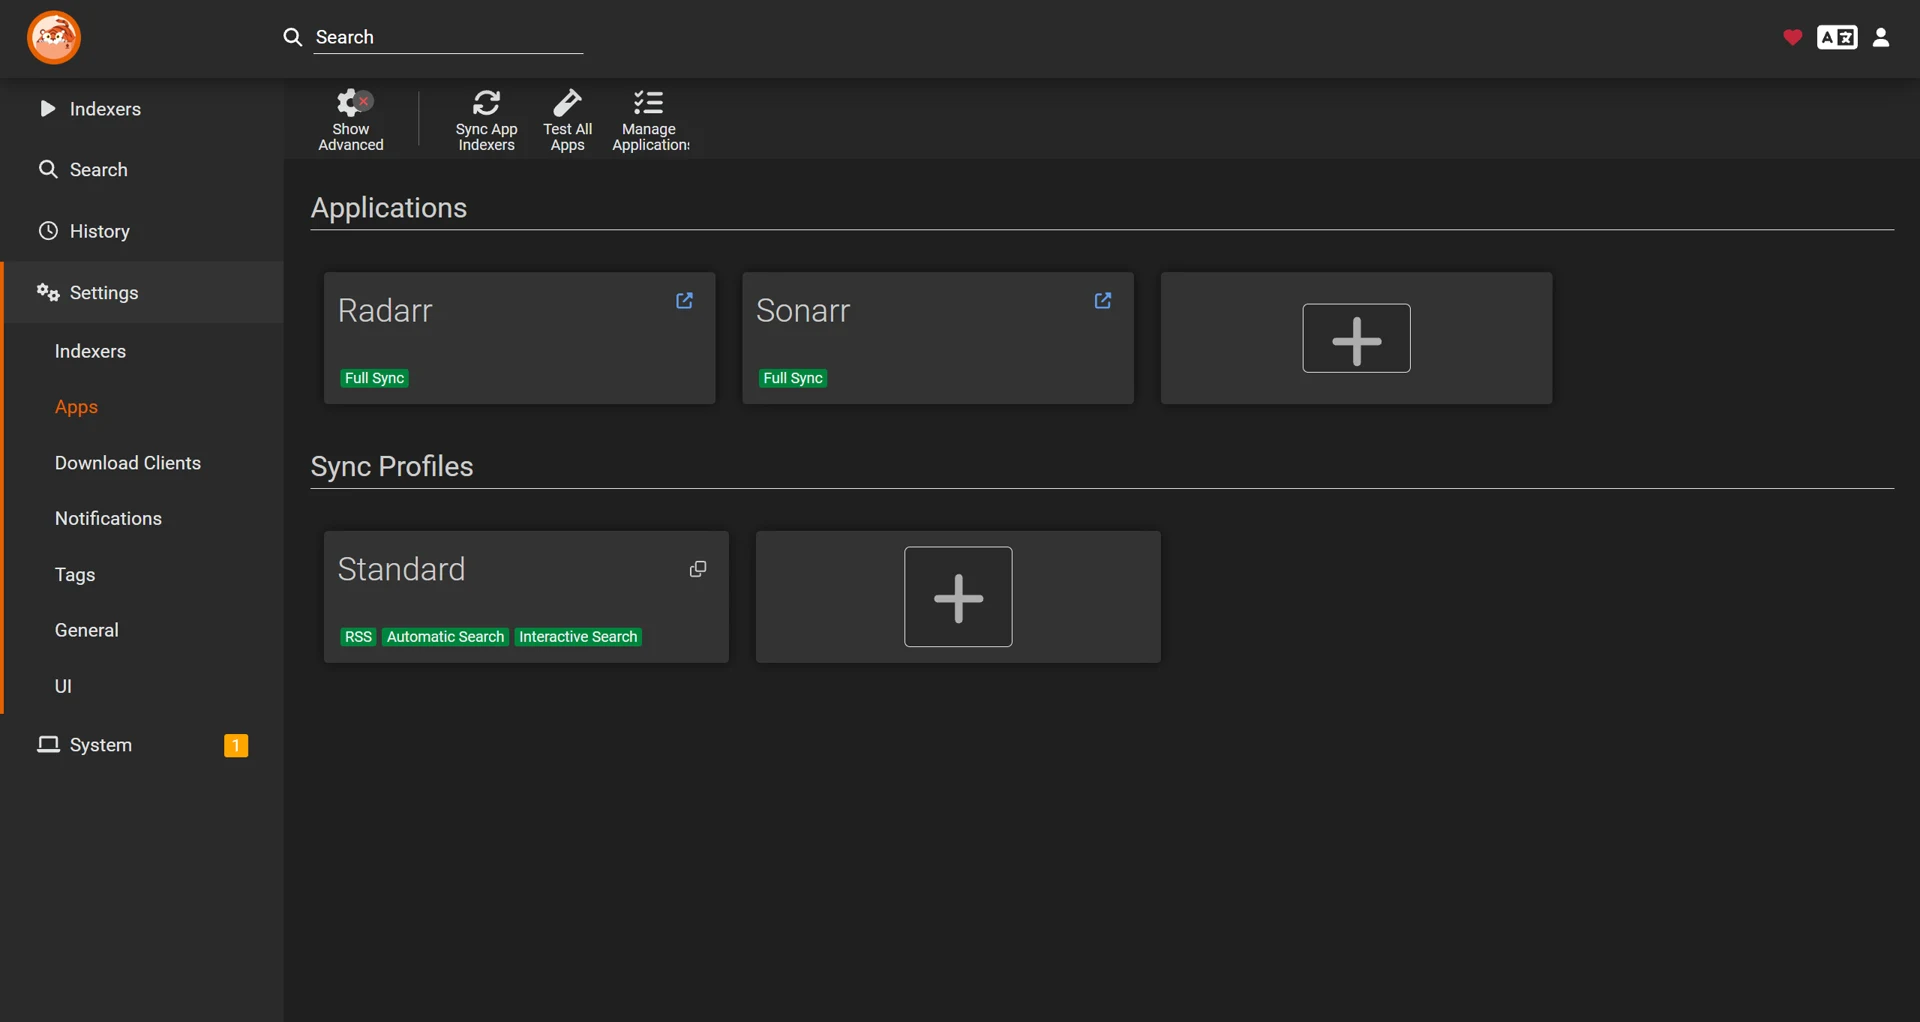 Search
Indexers
Search
History
Settings
Indexers
Apps
Download Clients
Notifications
Tags
General
UI
System
1
Show
Advanced
Sync App
Indexers
Test All
Apps
Manage
Applications
Applications
Radarr
Full Sync
Sonarr
Full Sync
Sync Profiles
Standard
RSS Automatic Search Interactive Search